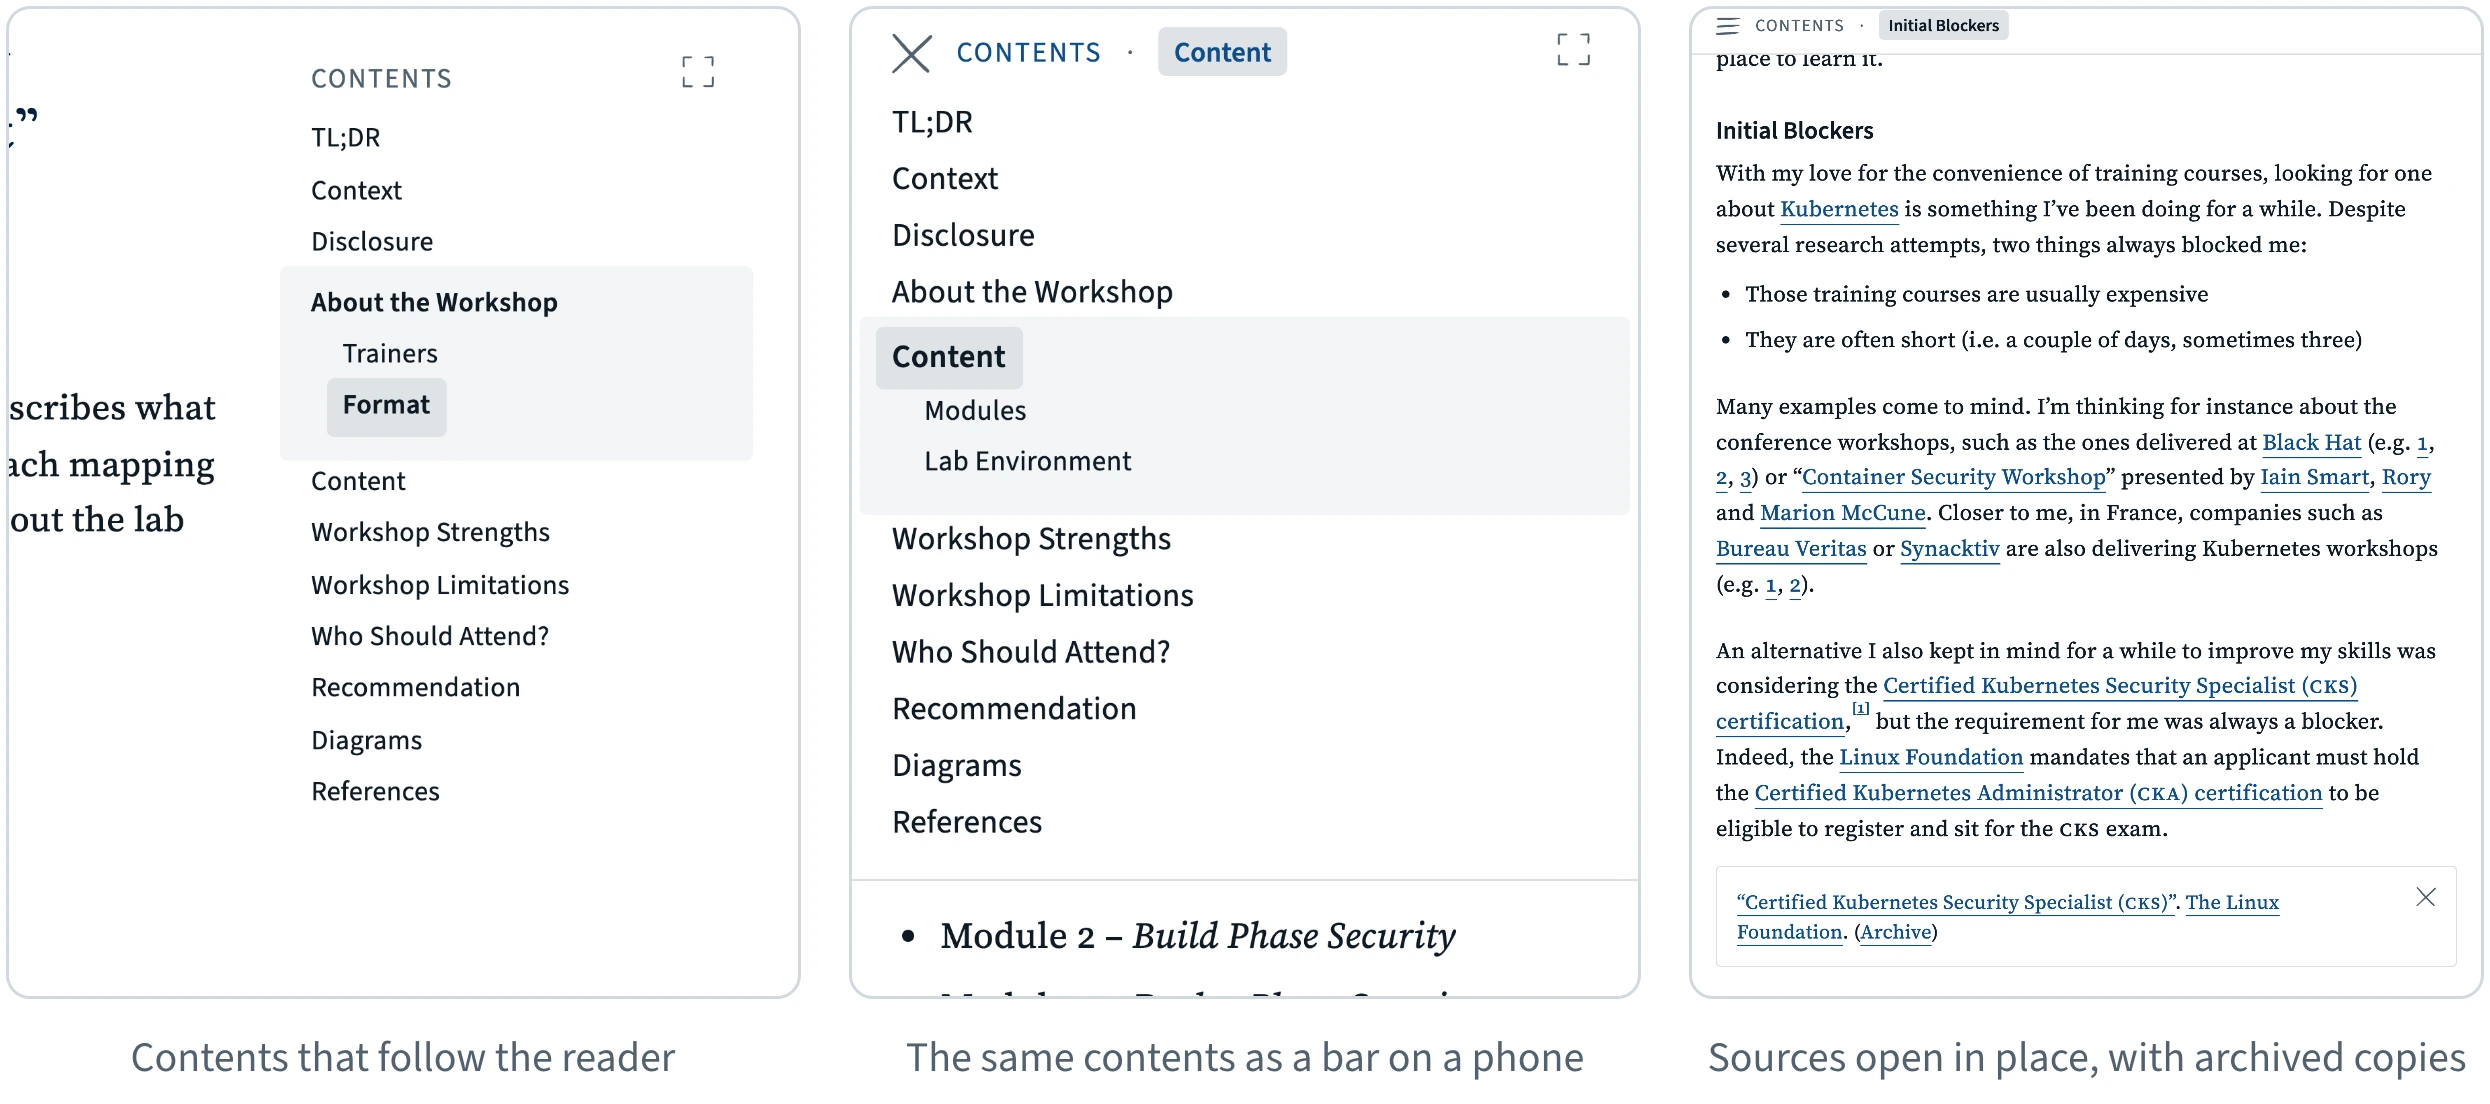 ”
scribes what
ach mapping
out the lab
CONTENTS
TL;DR
Context
Disclosure
About the Workshop
Trainers
Format
Content
Workshop Strengths
Workshop Limitations
Who Should Attend?
Recommendation
Diagrams
References
Contents that follow the reader
CONTENTS · Content
TL;DR
Context
Disclosure
About the Workshop
Content
Modules
Lab Environment
Workshop Strengths
Workshop Limitations
Who Should Attend?
Recommendation
Diagrams
References
• Module 2 – Build Phase Security
The same contents as a bar on a phone
CONTENTS · Initial Blockers
place to learn it.
Initial Blockers
With my love for the convenience of training courses, looking for one
about Kubernetes is something I’ve been doing for a while. Despite
several research attempts, two things always blocked me:
• Those training courses are usually expensive
• They are often short (i.e. a couple of days, sometimes three)
Many examples come to mind. I’m thinking for instance about the
conference workshops, such as the ones delivered at Black Hat (e.g. 1,
2, 3) or “Container Security Workshop” presented by Iain Smart, Rory
and Marion McCune. Closer to me, in France, companies such as
Bureau Veritas or Synacktiv are also delivering Kubernetes workshops
(e.g. 1, 2).
An alternative I also kept in mind for a while to improve my skills was
considering the Certified Kubernetes Security Specialist (CKS)
certification,[1] but the requirement for me was always a blocker.
Indeed, the Linux Foundation mandates that an applicant must hold
the Certified Kubernetes Administrator (CKA) certification to be
eligible to register and sit for the CKS exam.
“Certified Kubernetes Security Specialist (CKS)”. The Linux
Foundation. (Archive)
Sources open in place, with archived copies